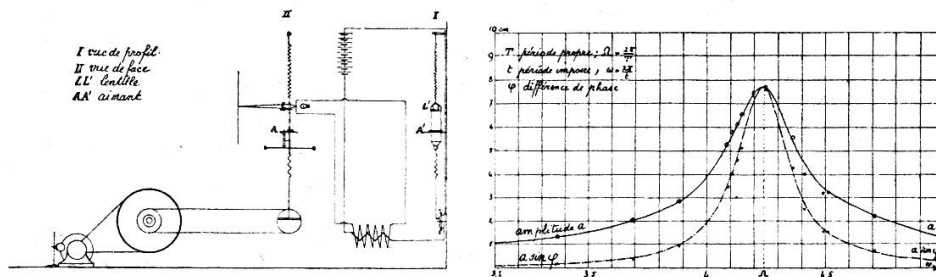 II
I
I vue de profil.
II vue de face
LL' lentille
AA' aimant
L
L'
A
A'
10 cm
9
8
7
6
5
4
3
2
1
T période propre; Ω = 2π/T
t période imposée, ω = 2π/t
φ différence de phase
amplitude a
a
a sin φ
a sin φ
3.1
3.5
4
Ω
4.5